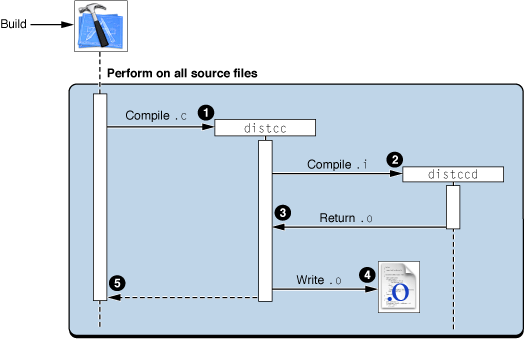 Build
Perform on all source files
Compile .c
1
distcc
Compile .i
2
distccd
3
Return .o
Write .o
4
.O
5